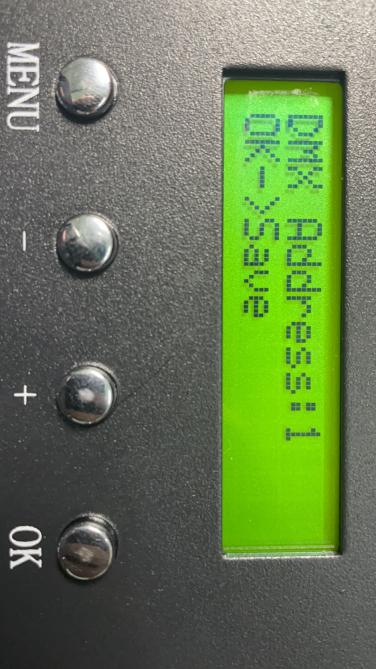 DMX Address:1
OK->Save
MENU
-
+
OK